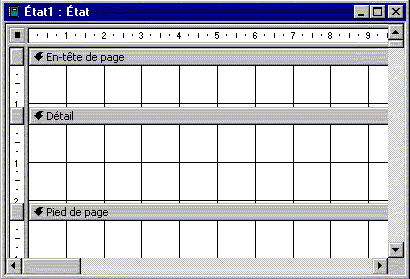 État1 : État
1 2 3 4 5 6 7 8 9
En-tête de page
1
Détail
1
2
Pied de page